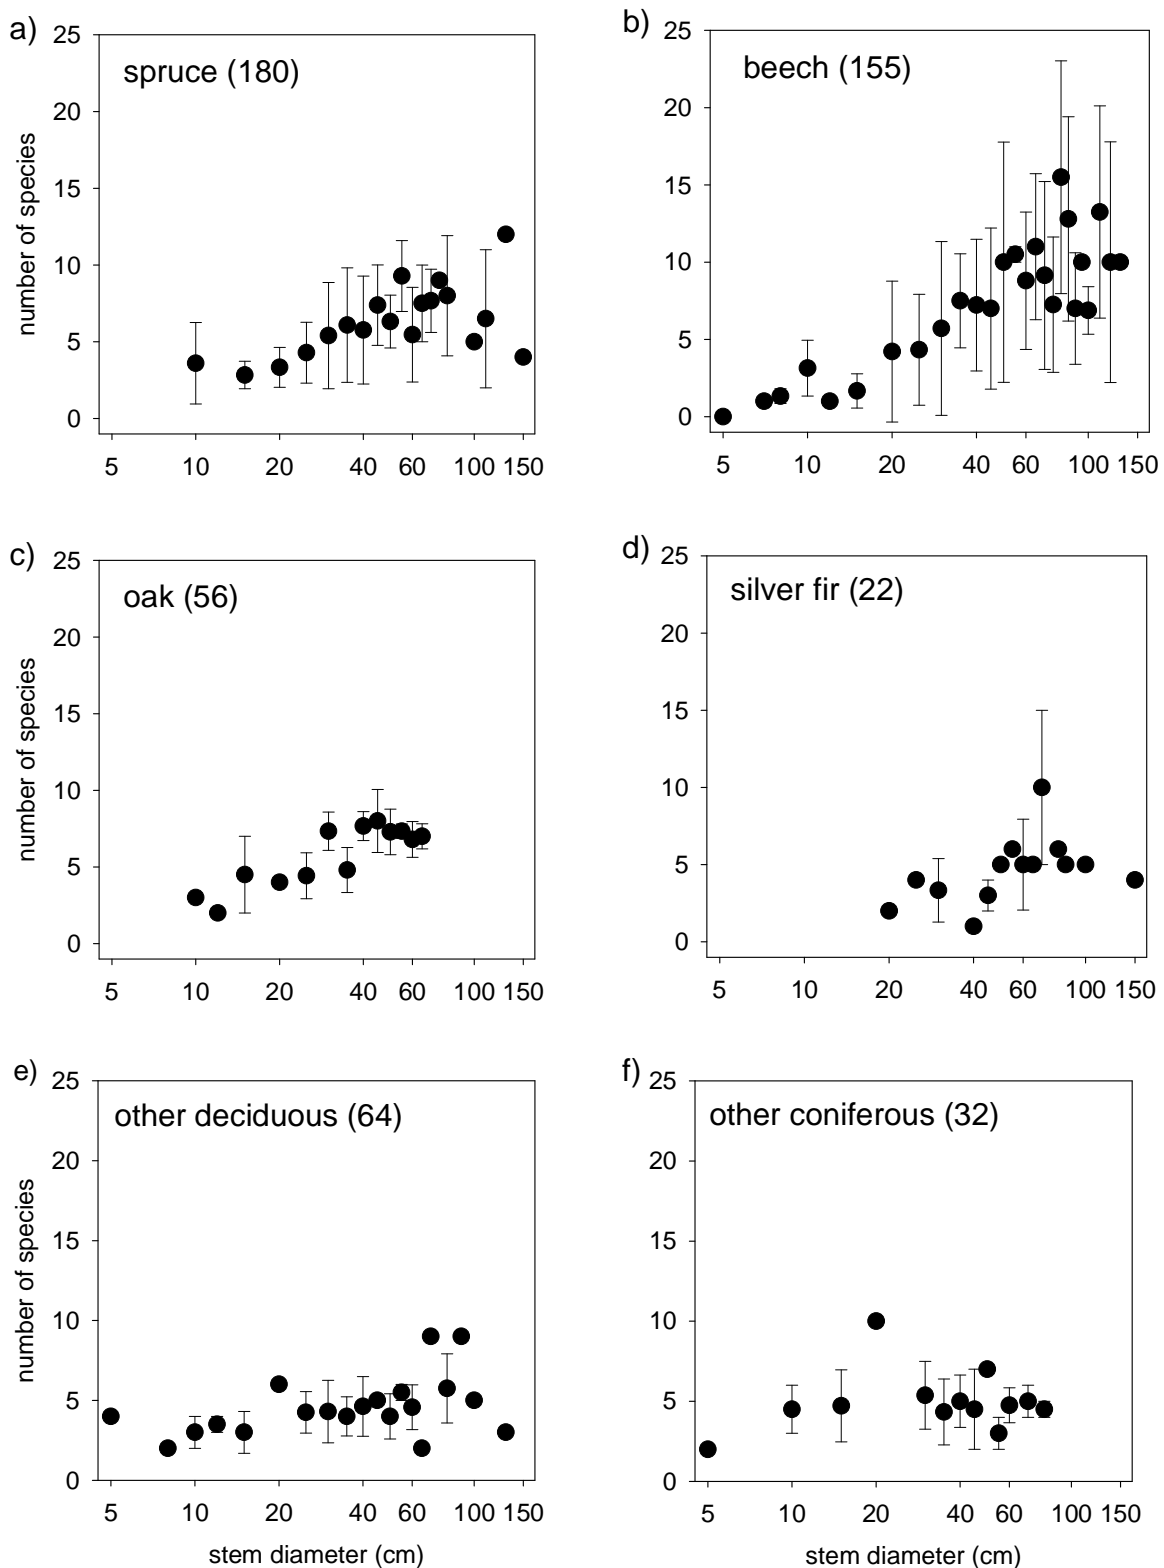 a)
spruce (180)
number of species
25
20
15
10
5
0
5 10 20 40 60 100 150
b)
beech (155)
25
20
15
10
5
0
5 10 20 40 60 100 150
c)
oak (56)
number of species
25
20
15
10
5
0
5 10 20 40 60 100 150
d)
silver fir (22)
25
20
15
10
5
0
5 10 20 40 60 100 150
e)
other deciduous (64)
number of species
25
20
15
10
5
0
5 10 20 40 60 100 150
stem diameter (cm)
f)
other coniferous (32)
25
20
15
10
5
0
5 10 20 40 60 100 150
stem diameter (cm)